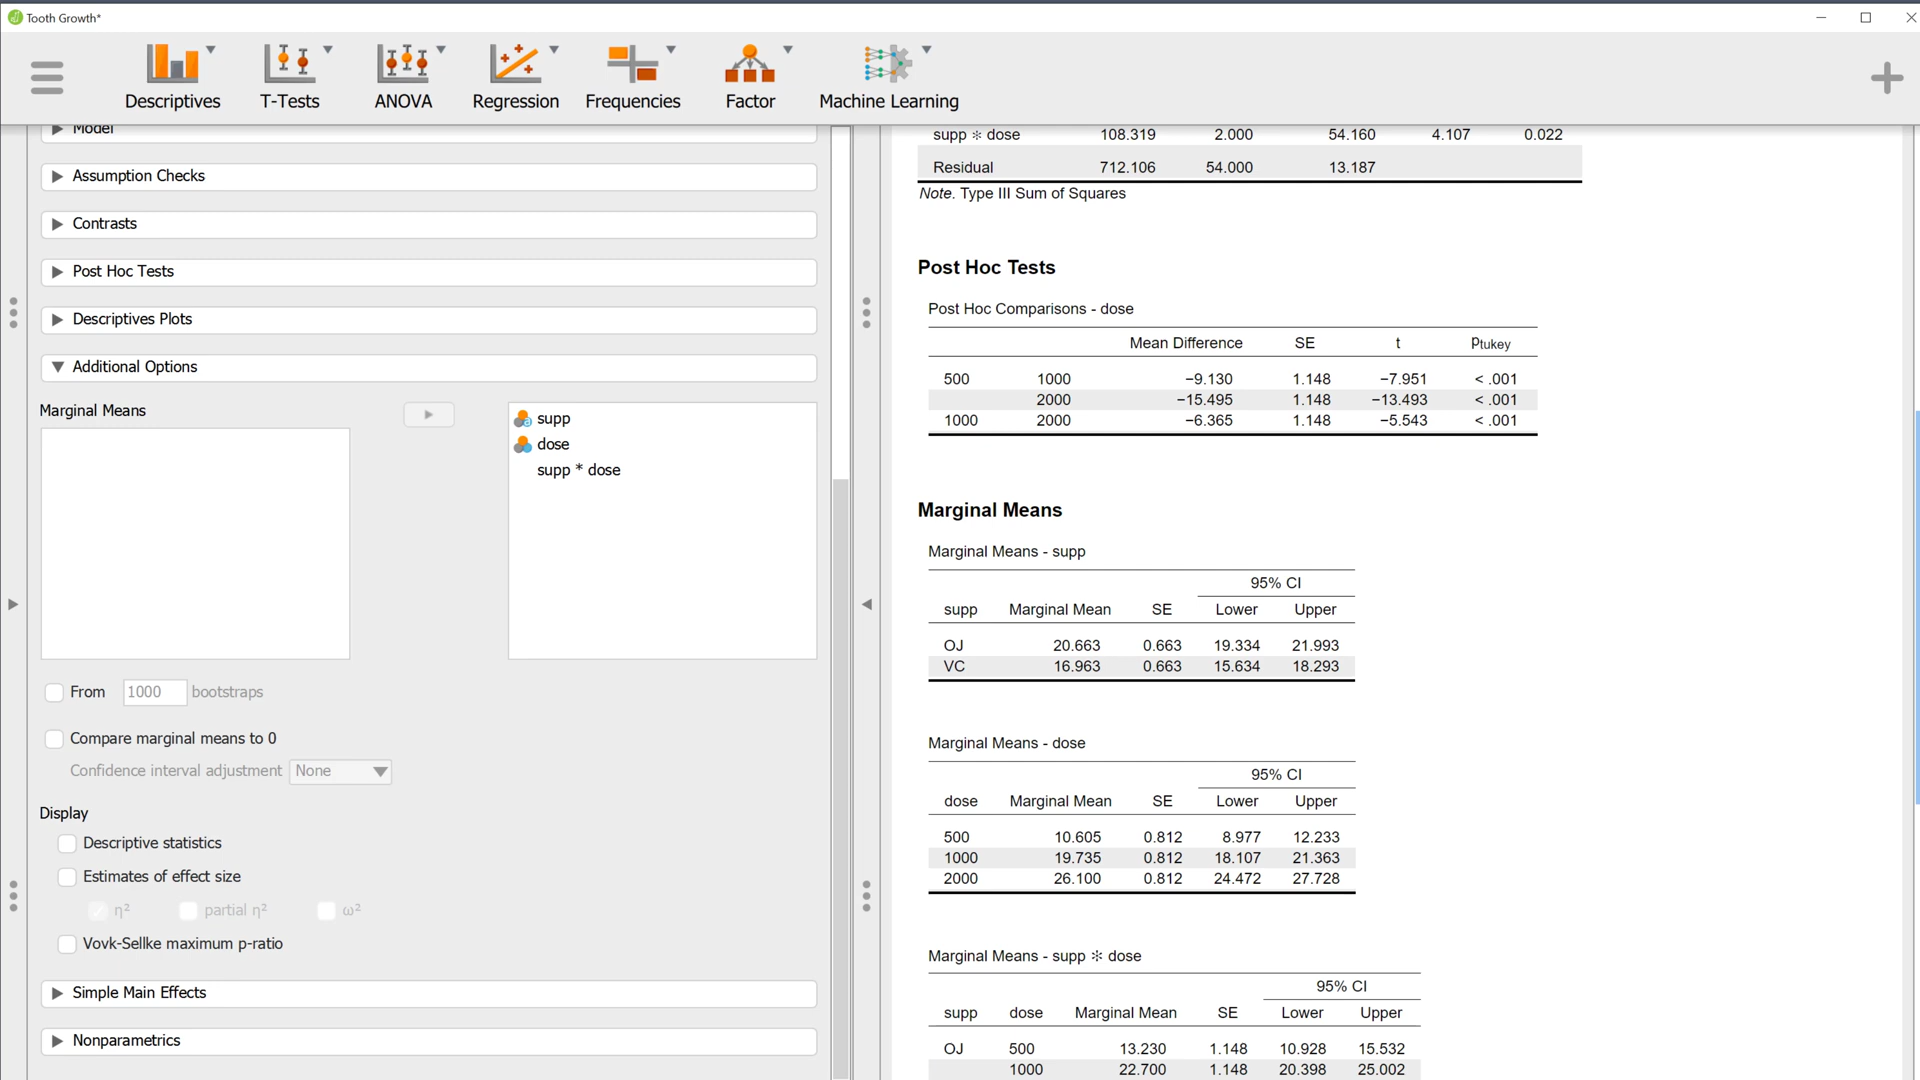 Tooth Growth*
Descriptives T-Tests ANOVA Regression Frequencies Factor Machine Learning
Model
Assumption Checks
Contrasts
Post Hoc Tests
Descriptives Plots
Additional Options
Marginal Means
supp
dose
supp * dose
From 1000 bootstraps
Compare marginal means to 0
Confidence interval adjustment None
Display
Descriptive statistics
Estimates of effect size
η² partial η² ω²
Vovk-Sellke maximum p-ratio
Simple Main Effects
Nonparametrics
supp ✻ dose 108.319 2.000 54.160 4.107 0.022
Residual 712.106 54.000 13.187
Note. Type III Sum of Squares
Post Hoc Tests
Post Hoc Comparisons - dose
Mean Difference SE t ptukey
500 1000 −9.130 1.148 −7.951 < .001
2000 −15.495 1.148 −13.493 < .001
1000 2000 −6.365 1.148 −5.543 < .001
Marginal Means
Marginal Means - supp
95% CI
supp Marginal Mean SE Lower Upper
OJ 20.663 0.663 19.334 21.993
VC 16.963 0.663 15.634 18.293
Marginal Means - dose
95% CI
dose Marginal Mean SE Lower Upper
500 10.605 0.812 8.977 12.233
1000 19.735 0.812 18.107 21.363
2000 26.100 0.812 24.472 27.728
Marginal Means - supp ✻ dose
95% CI
supp dose Marginal Mean SE Lower Upper
OJ 500 13.230 1.148 10.928 15.532
1000 22.700 1.148 20.398 25.002